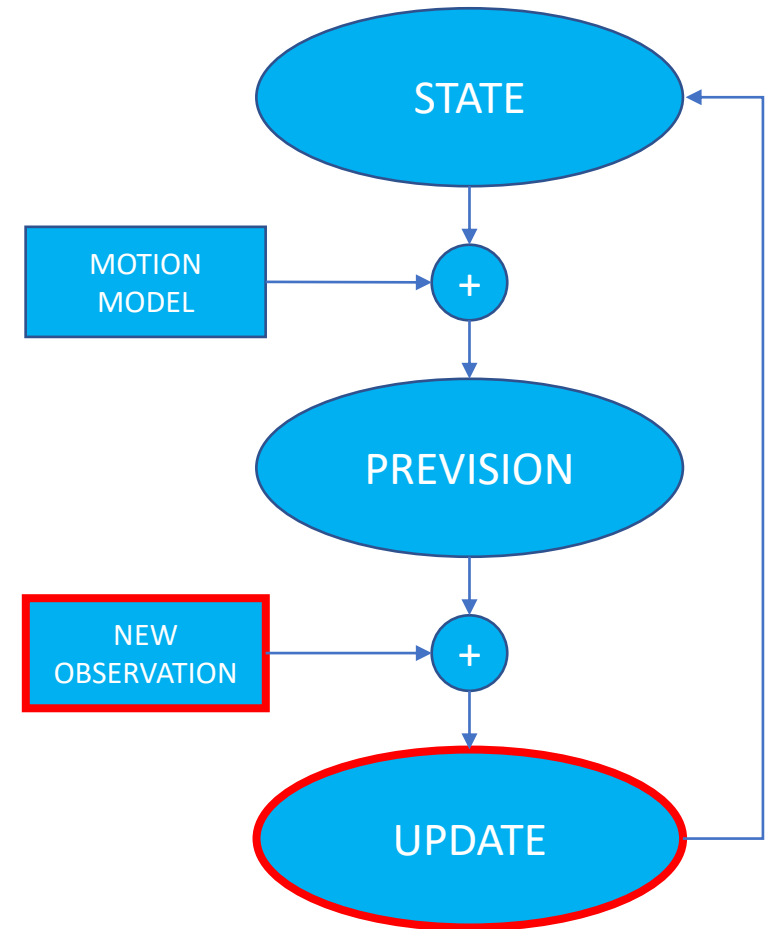 STATE
MOTION
MODEL
+
PREVISION
NEW
OBSERVATION
+
UPDATE